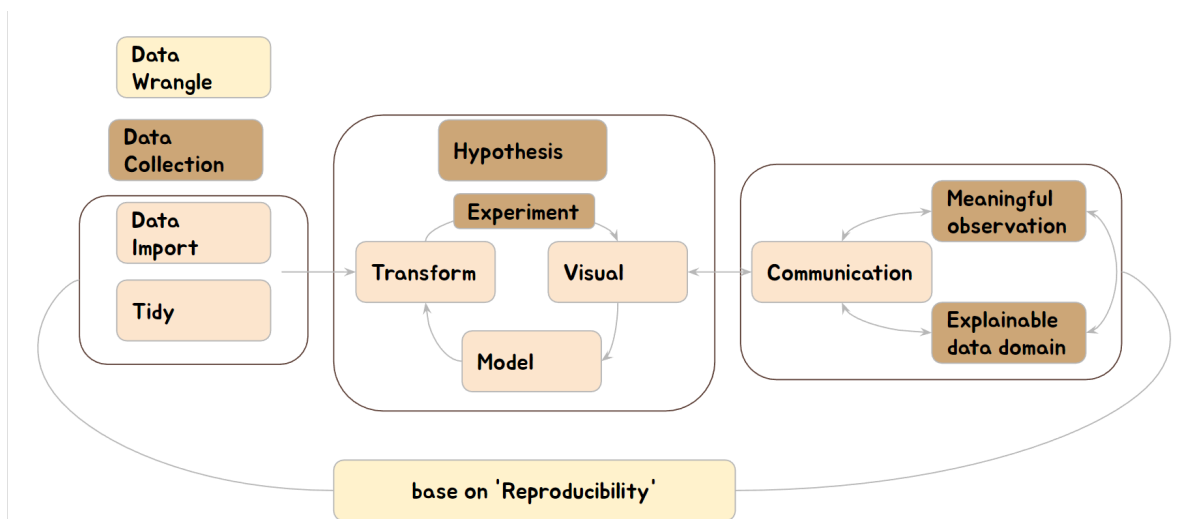 Data
Wrangle
Data
Collection
Data
Import
Tidy
Hypothesis
Experiment
Transform
Visual
Model
Communication
Meaningful
observation
Explainable
data domain
base on 'Reproducibility'